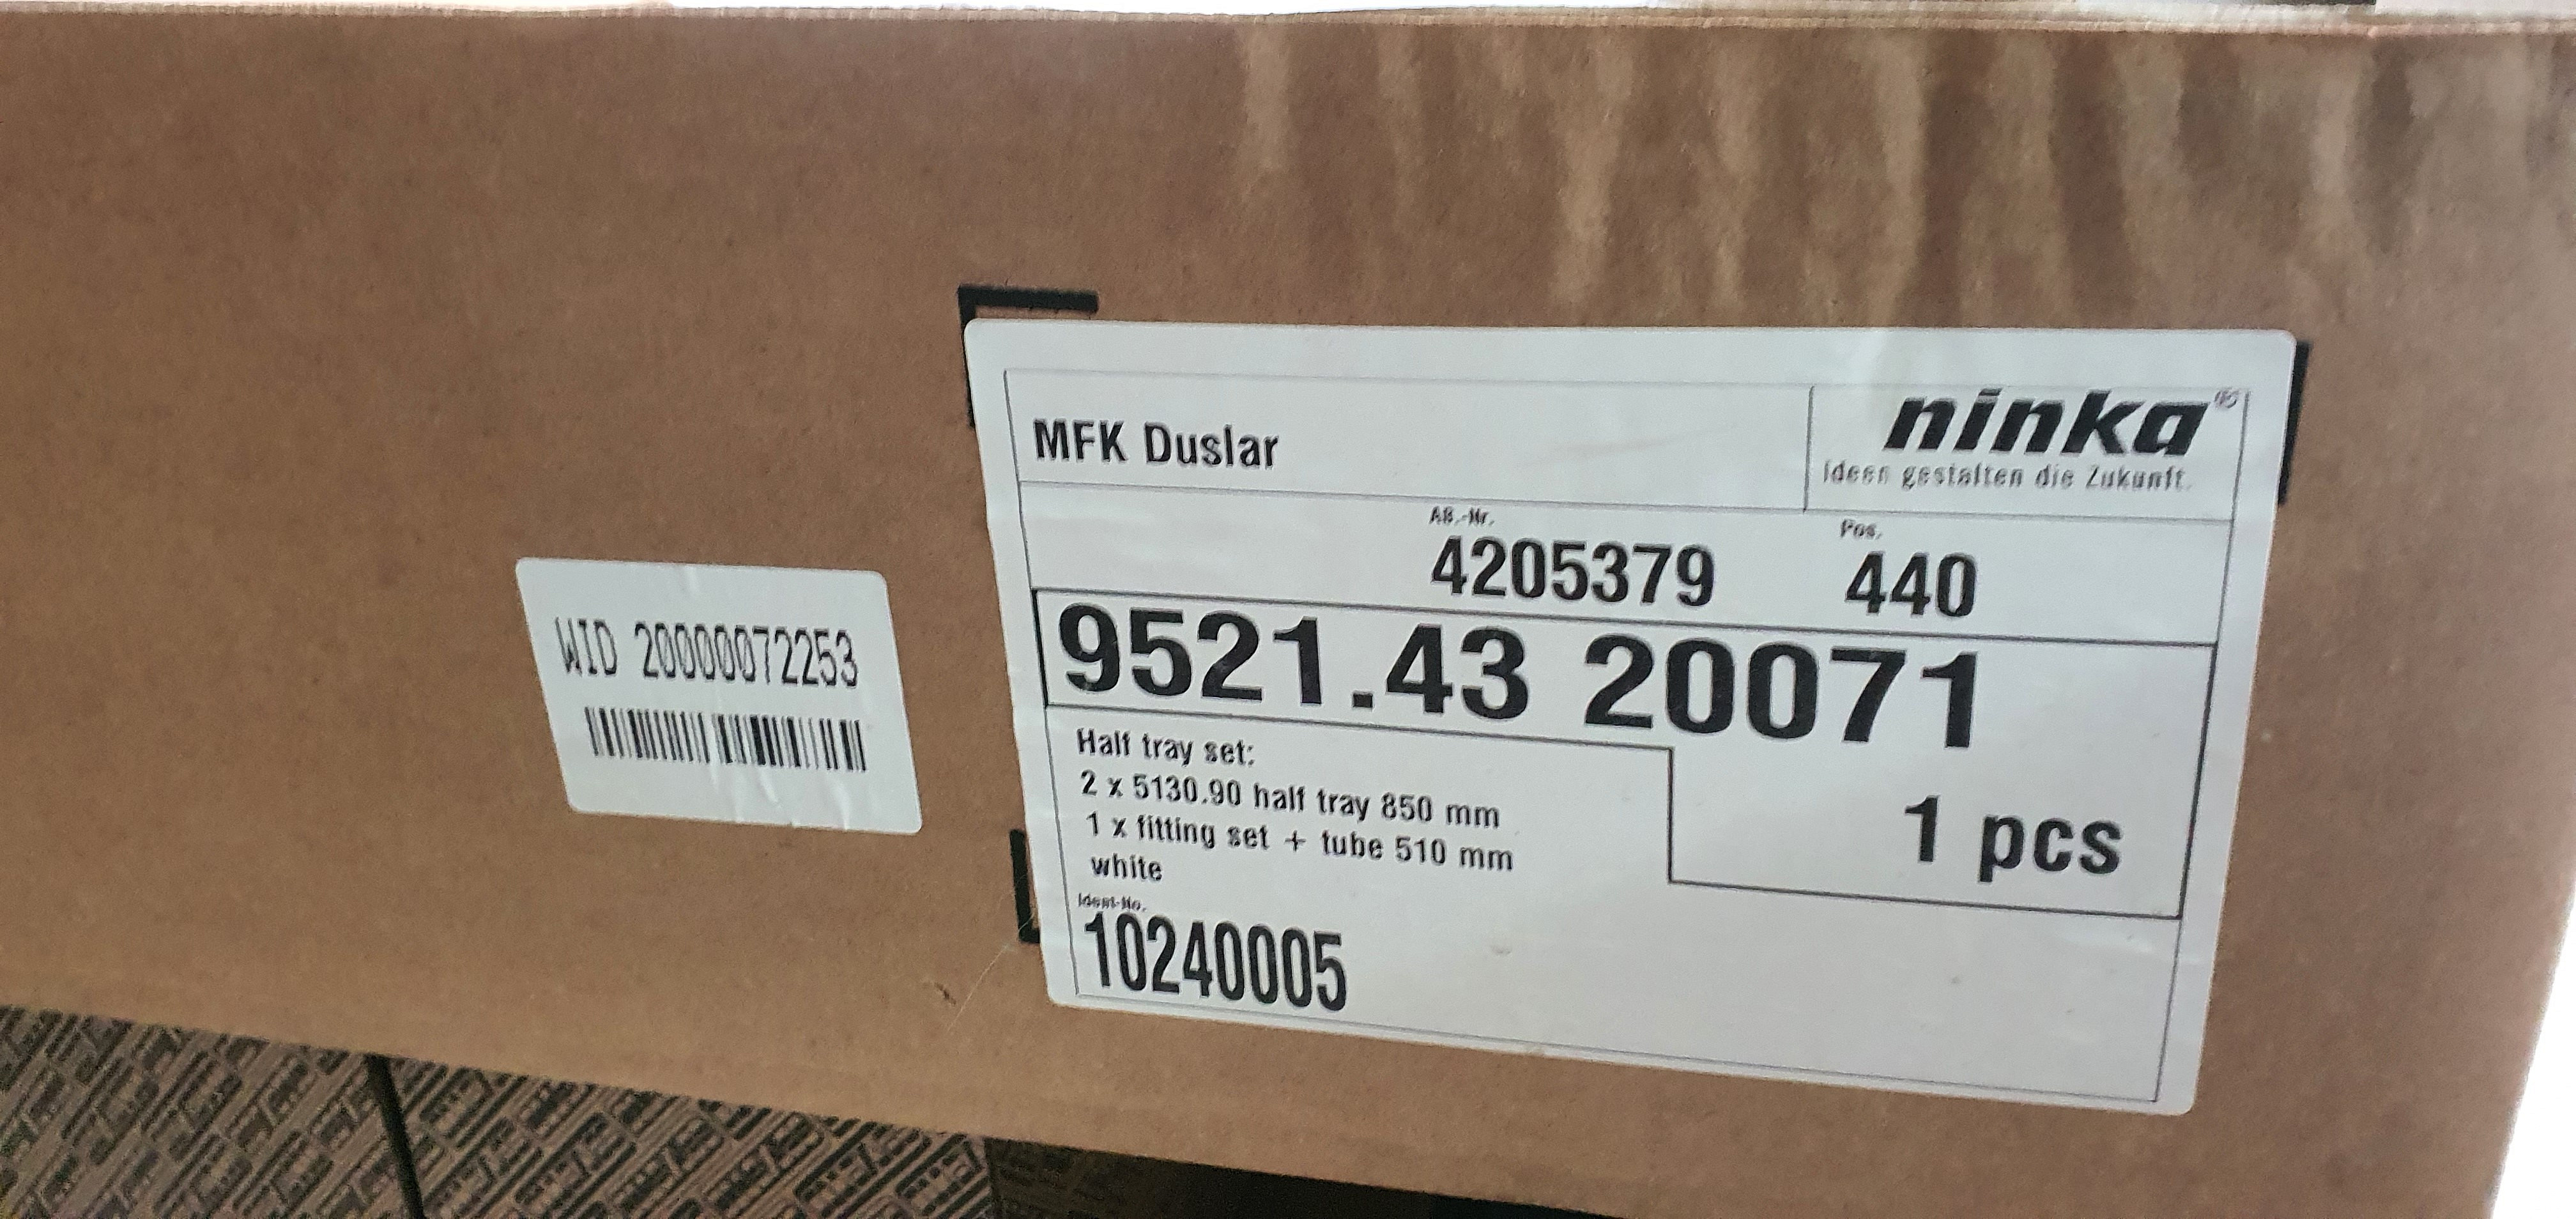 MFK Duslar
ninka®
Ideen gestalten die Zukunft.
AB.-Nr.
Pos.
4205379
440
9521.43 20071
Half tray set:
2 x 5130.90 half tray 850 mm
1 x fitting set + tube 510 mm
white
1 pcs
Ident-No.
10240005
WID 20000072253